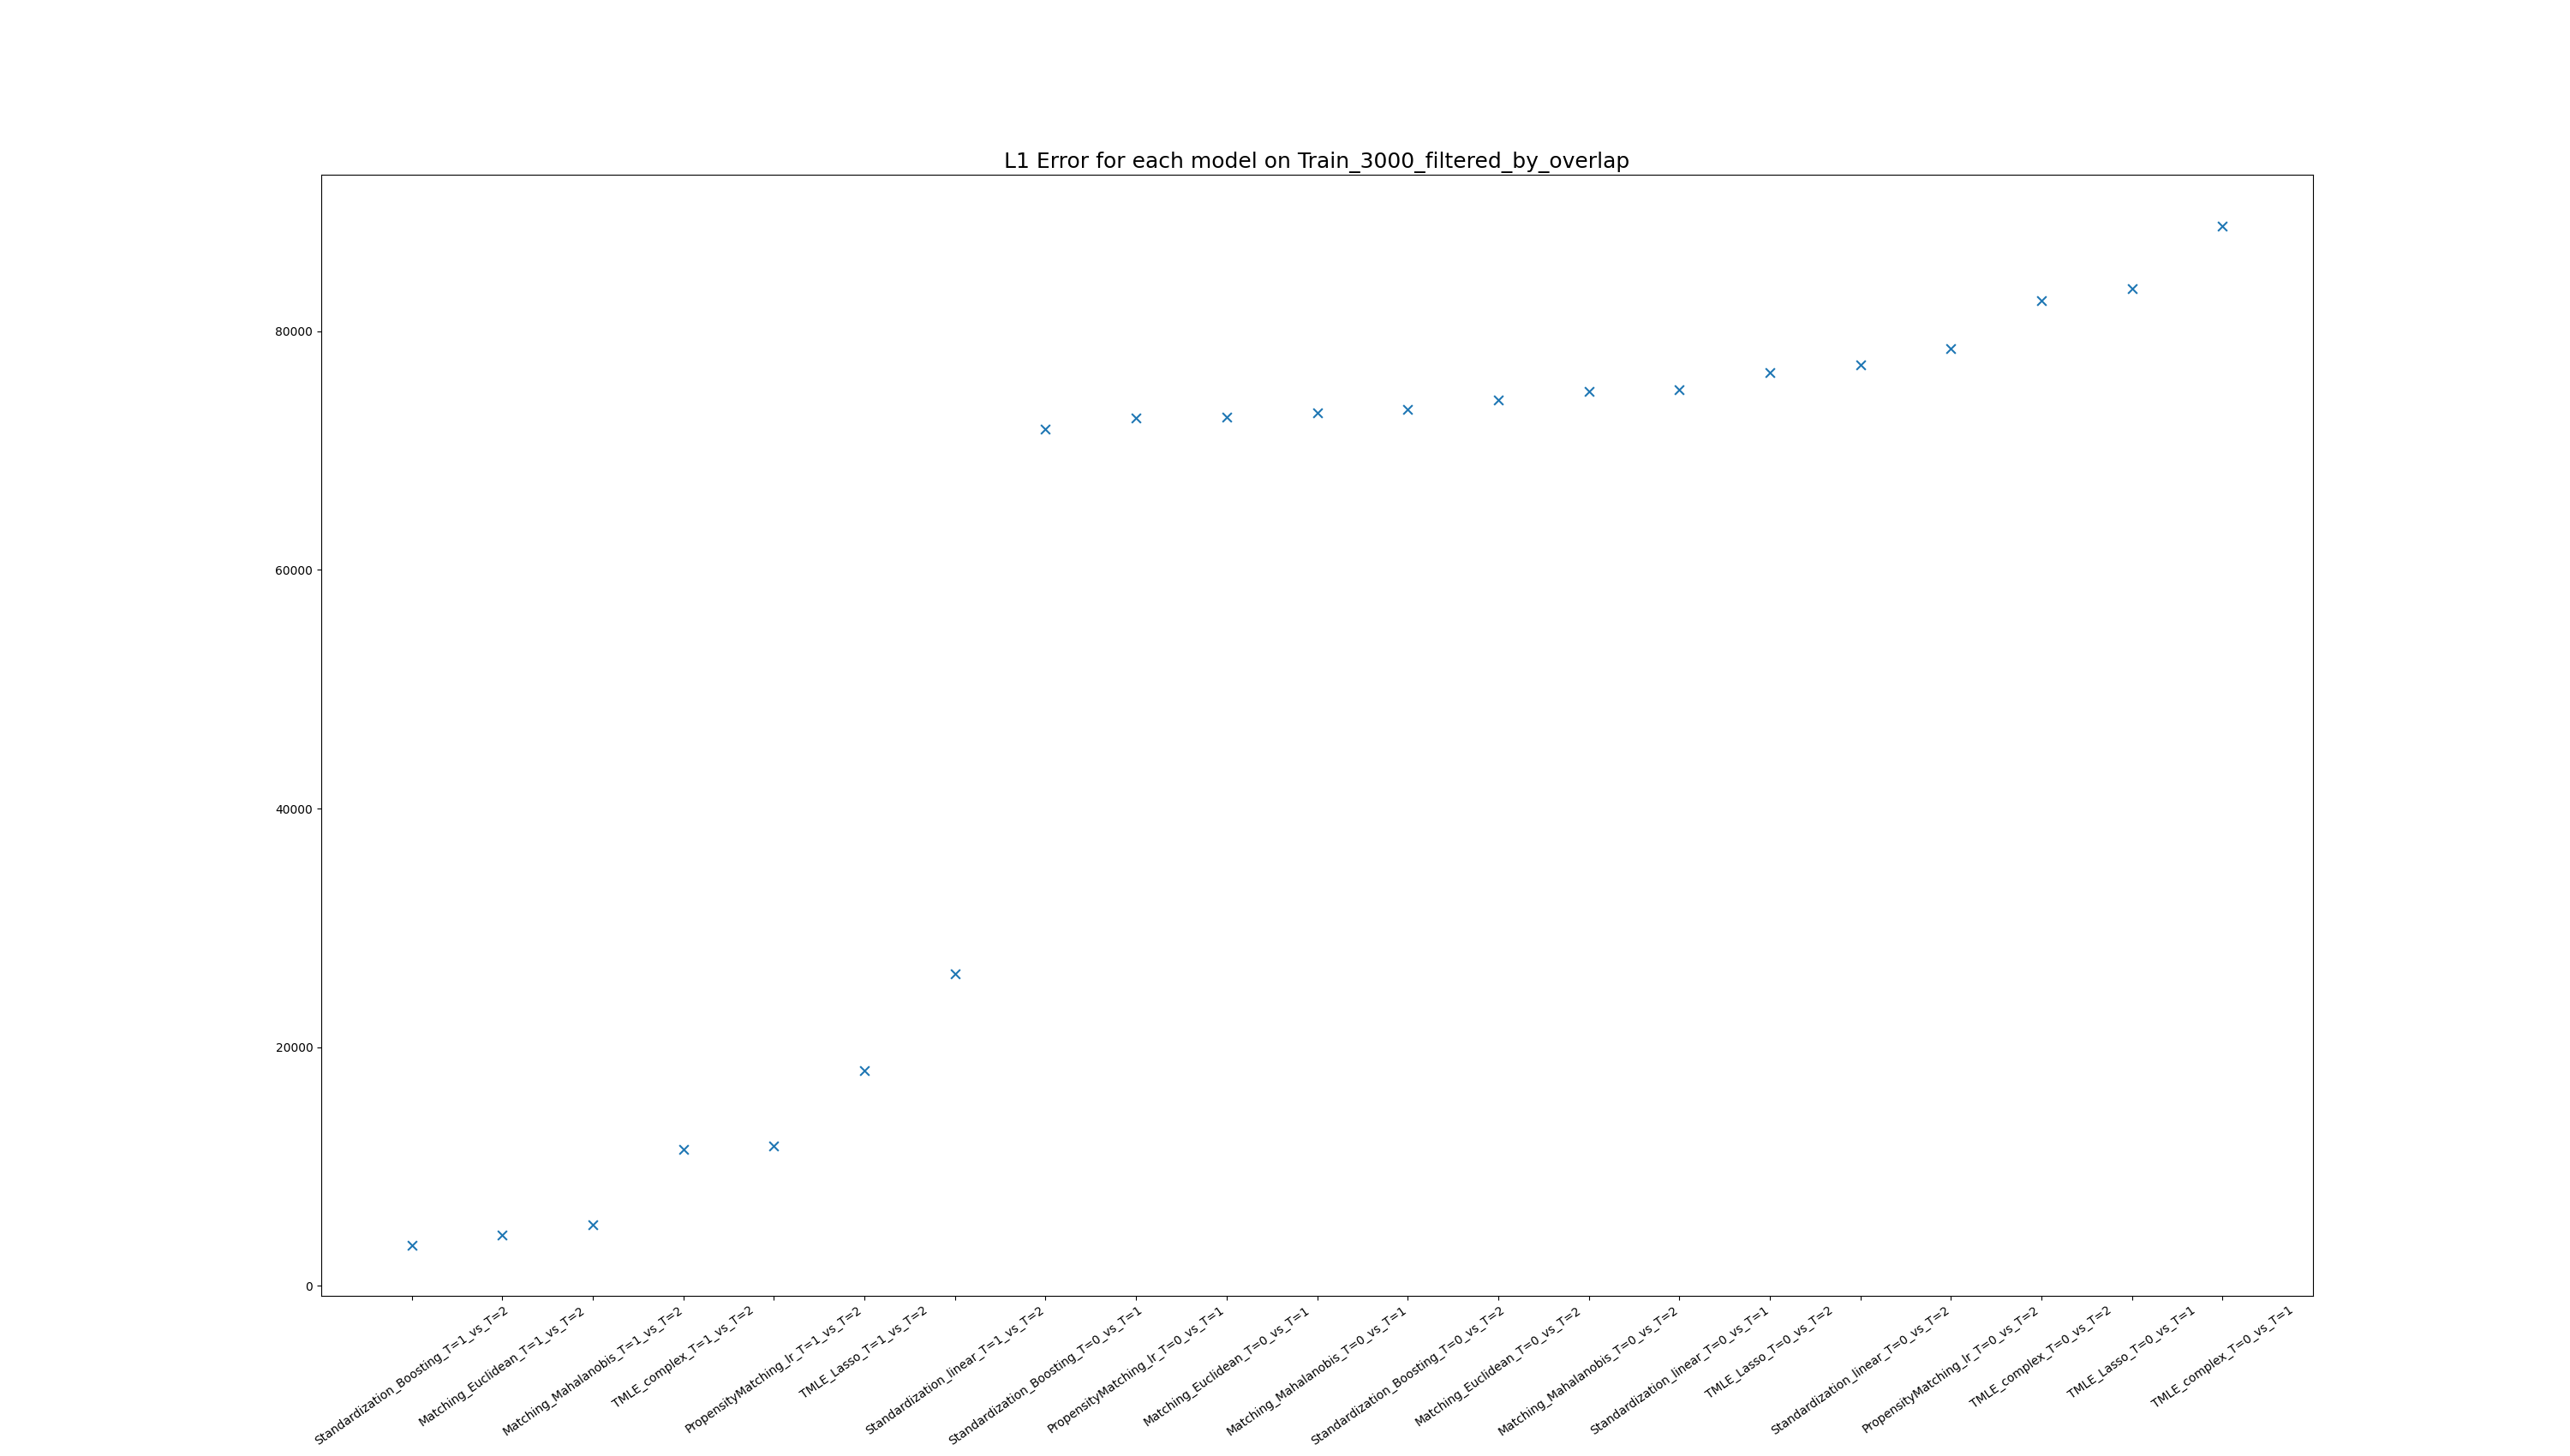 L1 Error for each model on Train_3000_filtered_by_overlap
80000
60000
40000
20000
0
Standardization_Boosting_T=1_vs_T=2
Matching_Euclidean_T=1_vs_T=2
Matching_Mahalanobis_T=1_vs_T=2
TMLE_complex_T=1_vs_T=2
PropensityMatching_lr_T=1_vs_T=2
TMLE_Lasso_T=1_vs_T=2
Standardization_linear_T=1_vs_T=2
Standardization_Boosting_T=0_vs_T=1
PropensityMatching_lr_T=0_vs_T=1
Matching_Euclidean_T=0_vs_T=1
Matching_Mahalanobis_T=0_vs_T=1
Standardization_Boosting_T=0_vs_T=2
Matching_Euclidean_T=0_vs_T=2
Matching_Mahalanobis_T=0_vs_T=2
Standardization_linear_T=0_vs_T=1
TMLE_Lasso_T=0_vs_T=2
Standardization_linear_T=0_vs_T=2
PropensityMatching_lr_T=0_vs_T=2
TMLE_complex_T=0_vs_T=2
TMLE_Lasso_T=0_vs_T=1
TMLE_complex_T=0_vs_T=1